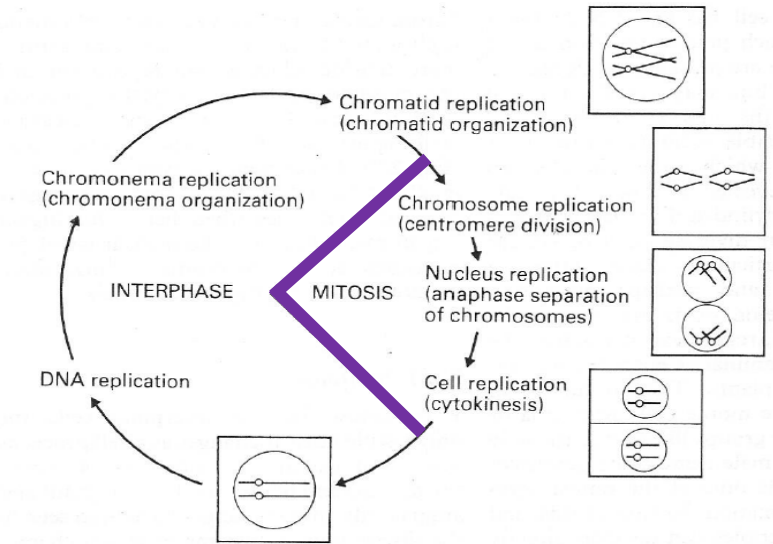 Chromatid replication
(chromatid organization)
Chromonema replication
(chromonema organization)
Chromosome replication
(centromere division)
INTERPHASE
MITOSIS
Nucleus replication
(anaphase separation
of chromosomes)
DNA replication
Cell replication
(cytokinesis)